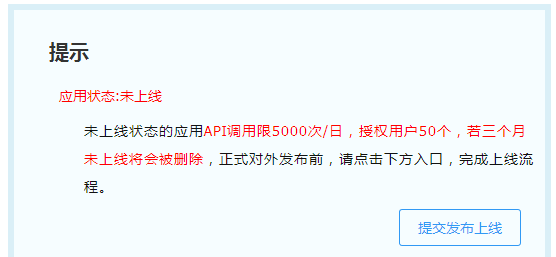 提示
应用状态:未上线
未上线状态的应用API调用限5000次/日，授权用户50个，若三个月
未上线将会被删除，正式对外发布前，请点击下方入口，完成上线流
程。
提交发布上线